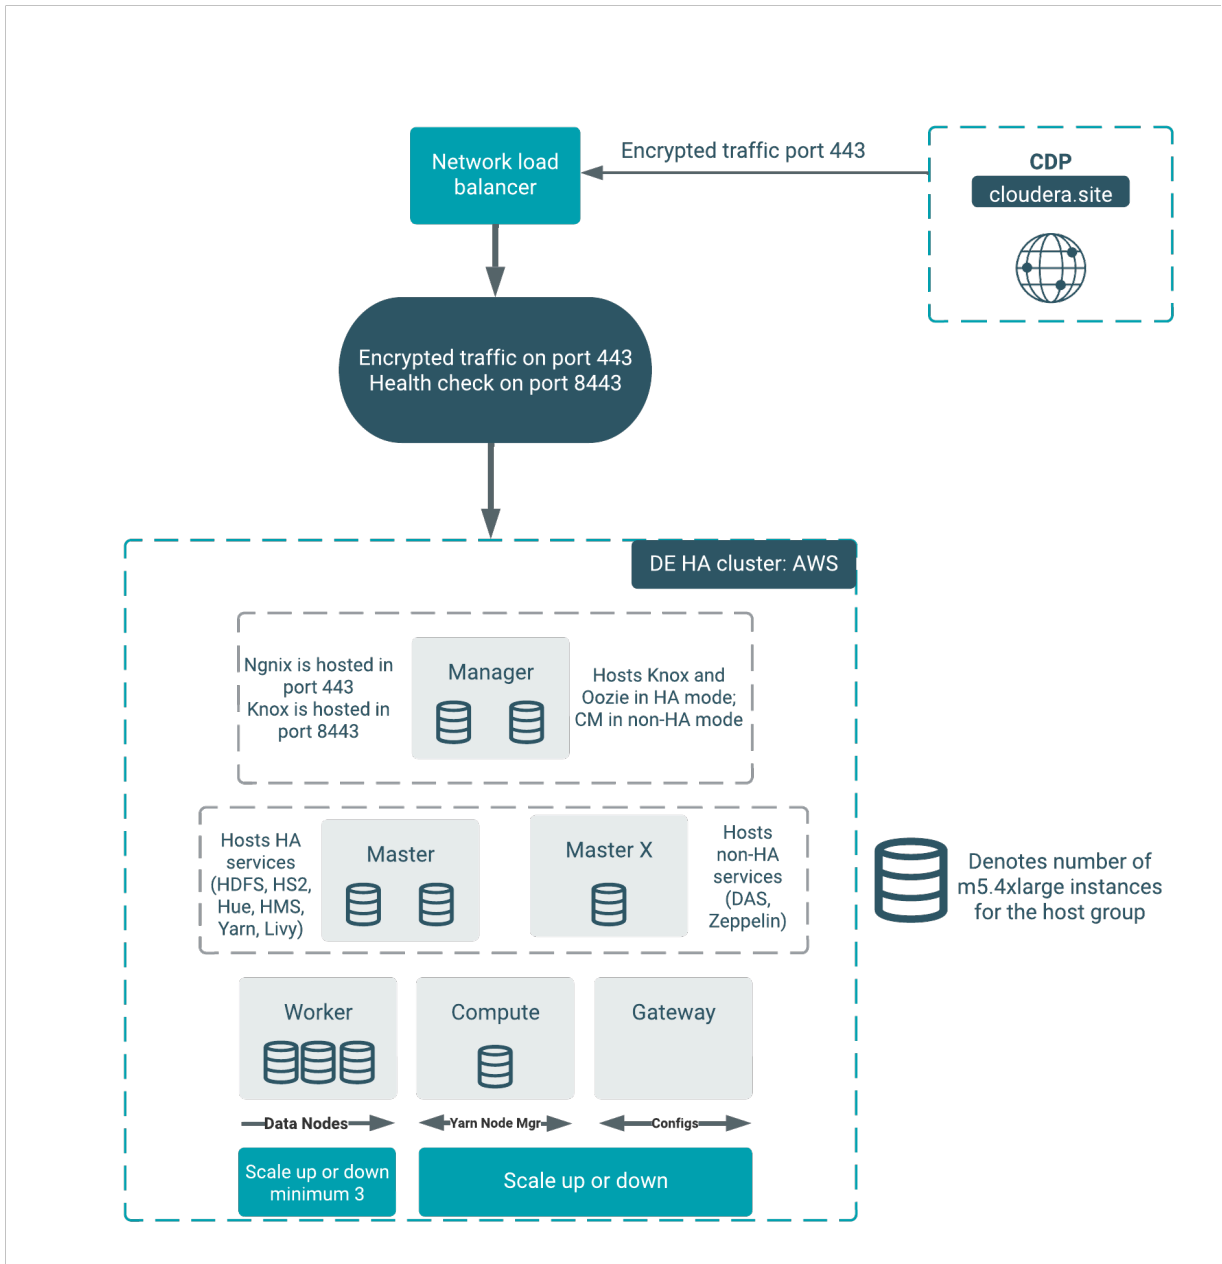 Network load
balancer
Encrypted traffic port 443
CDP
cloudera.site
Encrypted traffic on port 443
Health check on port 8443
DE HA cluster: AWS
Ngnix is hosted in
port 443
Knox is hosted in
port 8443
Manager
Hosts Knox and
Oozie in HA mode;
CM in non-HA mode
Hosts HA
services
(HDFS, HS2,
Hue, HMS,
Yarn, Livy)
Master
Master X
Hosts
non-HA
services
(DAS,
Zeppelin)
Denotes number of
m5.4xlarge instances
for the host group
Worker
Compute
Gateway
Data Nodes
Yarn Node Mgr
Configs
Scale up or down
minimum 3
Scale up or down